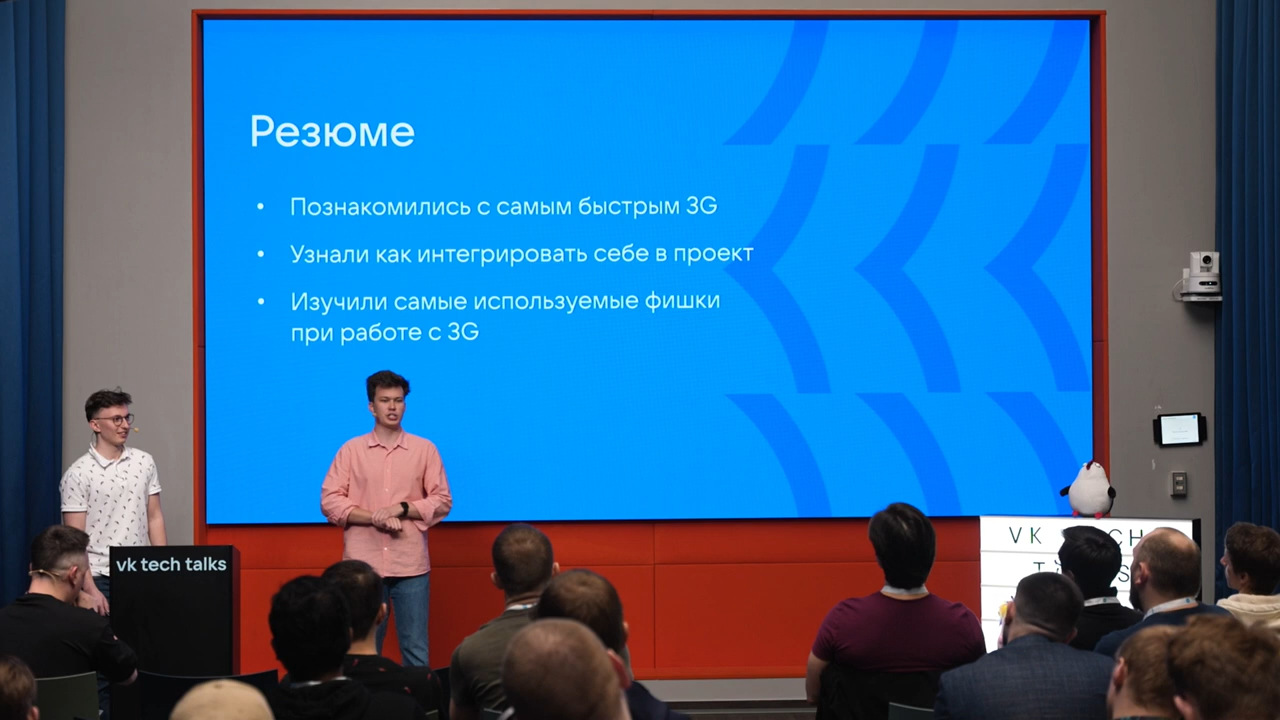 Резюме
• Познакомились с самым быстрым 3G
• Узнали как интегрировать себе в проект
• Изучили самые используемые фишки
при работе с 3G
vk tech talks
VK